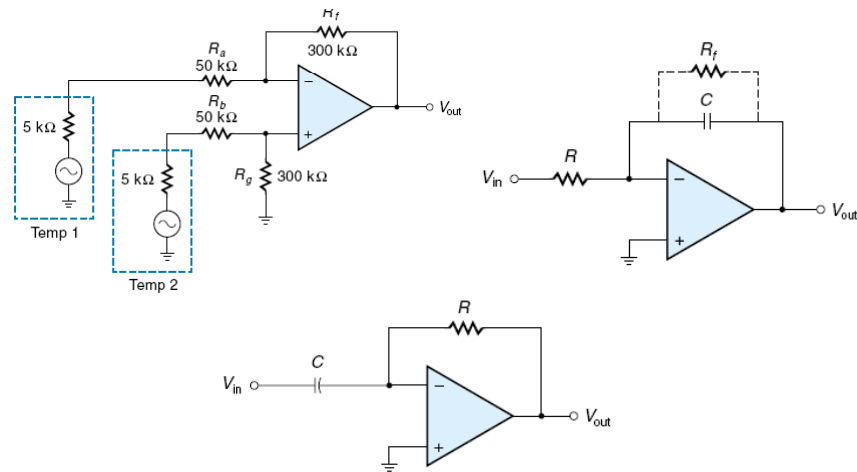 Rf
300 kΩ
Ra
50 kΩ
Rb
50 kΩ
−
+
Vout
5 kΩ
5 kΩ
Rg
300 kΩ
Temp 1
Temp 2
Rf
C
R
Vin
−
+
Vout
R
C
Vin
−
+
Vout